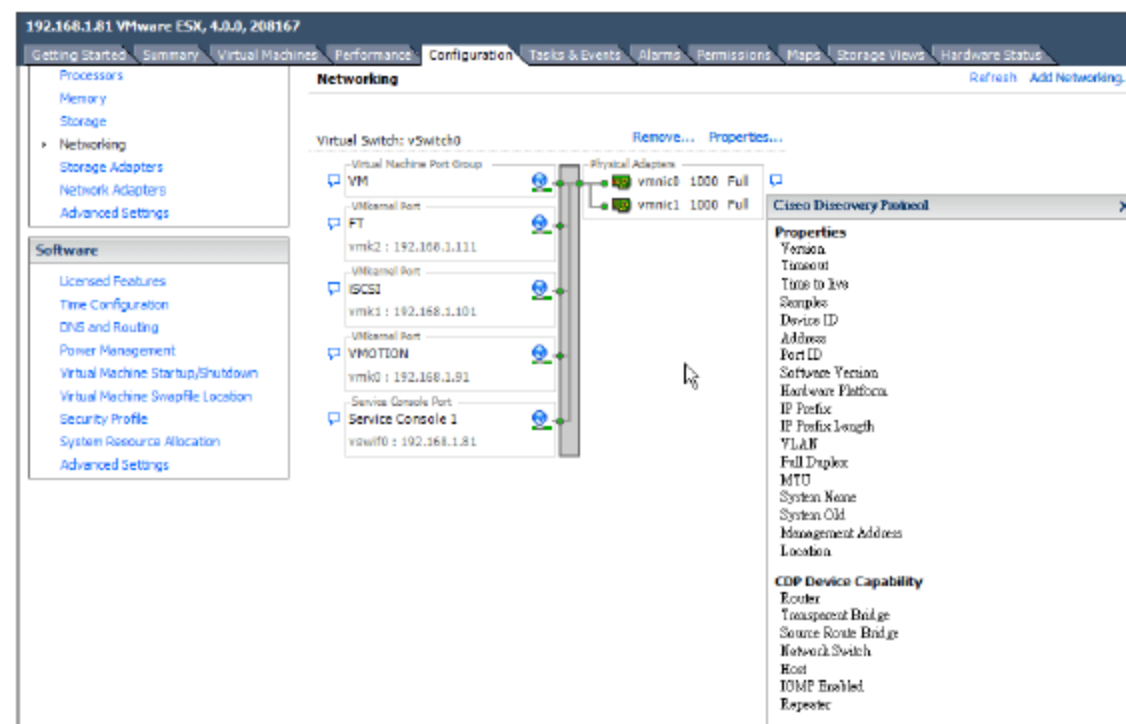 192.168.1.81 VMware ESX, 4.0.0, 208167
Getting Started Summary Virtual Machines Performance Configuration Tasks & Events Alarms Permissions Maps Storage Views Hardware Status
Processors
Memory
Storage
Networking
Storage Adapters
Network Adapters
Advanced Settings
Software
Licensed Features
Time Configuration
DNS and Routing
Power Management
Virtual Machine Startup/Shutdown
Virtual Machine Swapfile Location
Security Profile
System Resource Allocation
Advanced Settings
Networking
Refresh Add Networking.
Virtual Switch: vSwitch0 Remove... Properties...
Virtual Machine Port Group
VM
VMkernel Port
FT
vmk2 : 192.168.1.111
VMkernel Port
ISCSI
vmk1 : 192.168.1.101
VMkernel Port
VMOTION
vmk0 : 192.168.1.91
Service Console Port
Service Console 1
vswif0 : 192.168.1.81
Physical Adapters
vmnic0 1000 Full
vmnic1 1000 Full
Cisco Discovery Protocol
Properties
Version
Timeout
Time to live
Samples
Device ID
Address
Port ID
Software Version
Hardware Platform
IP Prefix
IP Prefix Length
VLAN
Full Duplex
MTU
System Name
System Old
Management Address
Location
CDP Device Capability
Router
Transparent Bridge
Source Route Bridge
Network Switch
Host
IGMP Enabled
Repeater